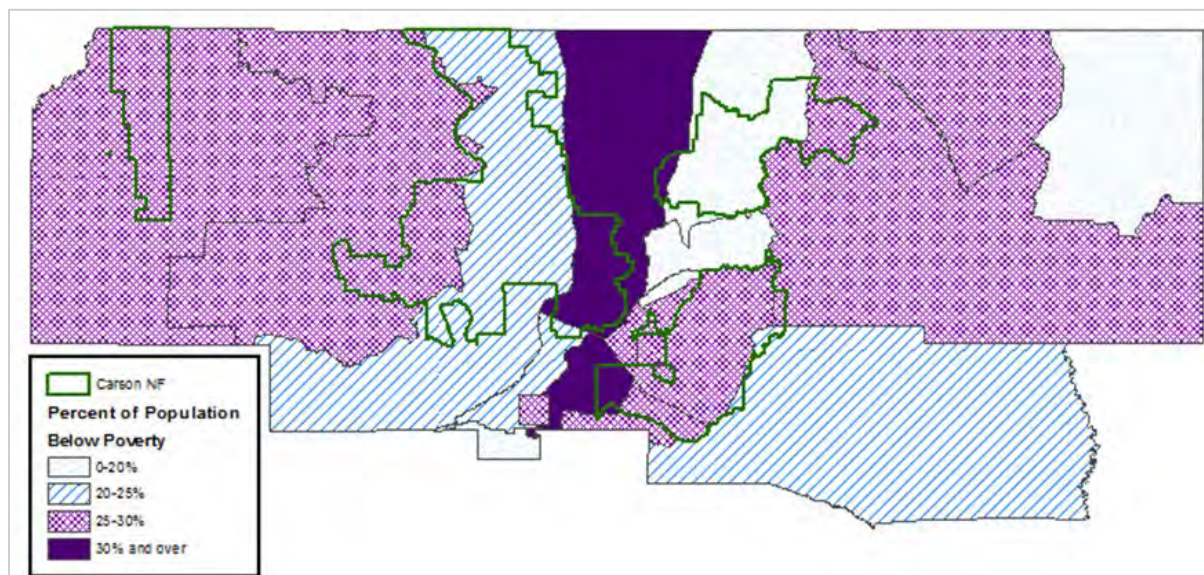 Carson NF
Percent of Population
Below Poverty
0-20%
20-25%
25-30%
30% and over